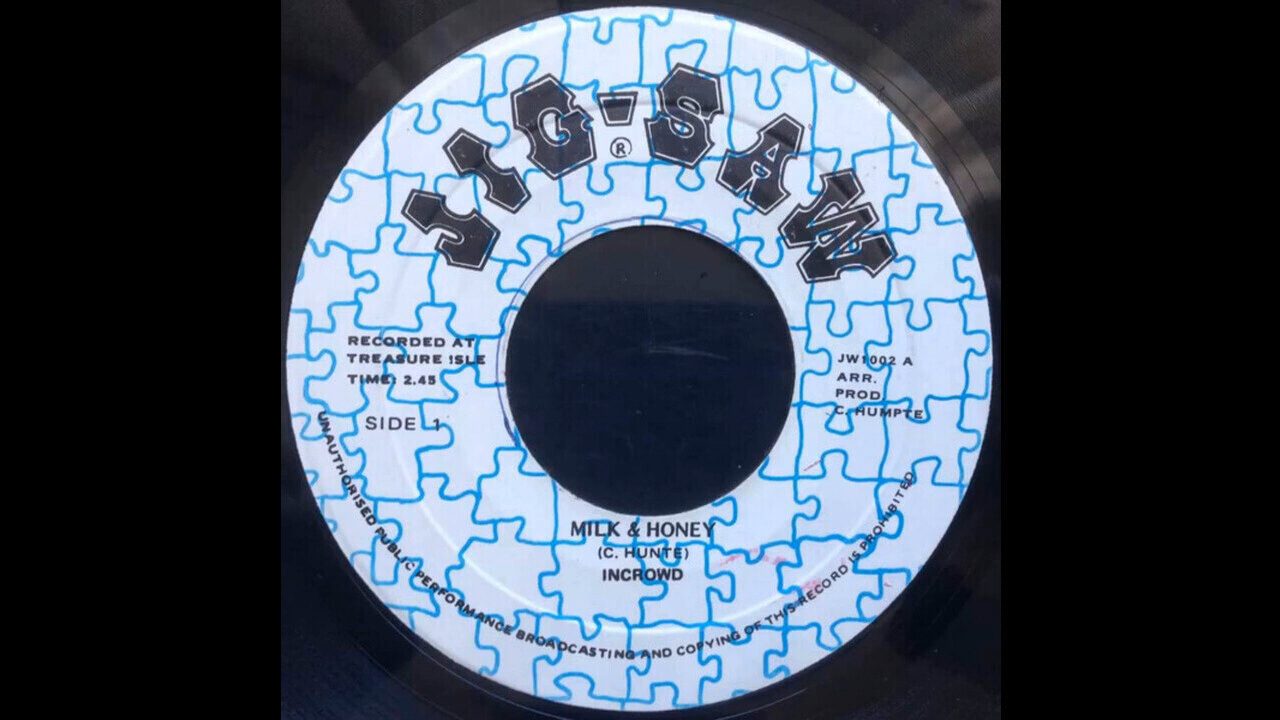 JIG-SAW
®
RECORDED AT
TREASURE ISLE
TIME: 2.45
SIDE 1
JW1002 A
ARR.
PROD
C. HUMPTE
MILK & HONEY
(C. HUNTE)
INCROWD
UNAUTHORISED PUBLIC PERFORMANCE BROADCASTING AND COPYING OF THIS RECORD IS PROHIBITED